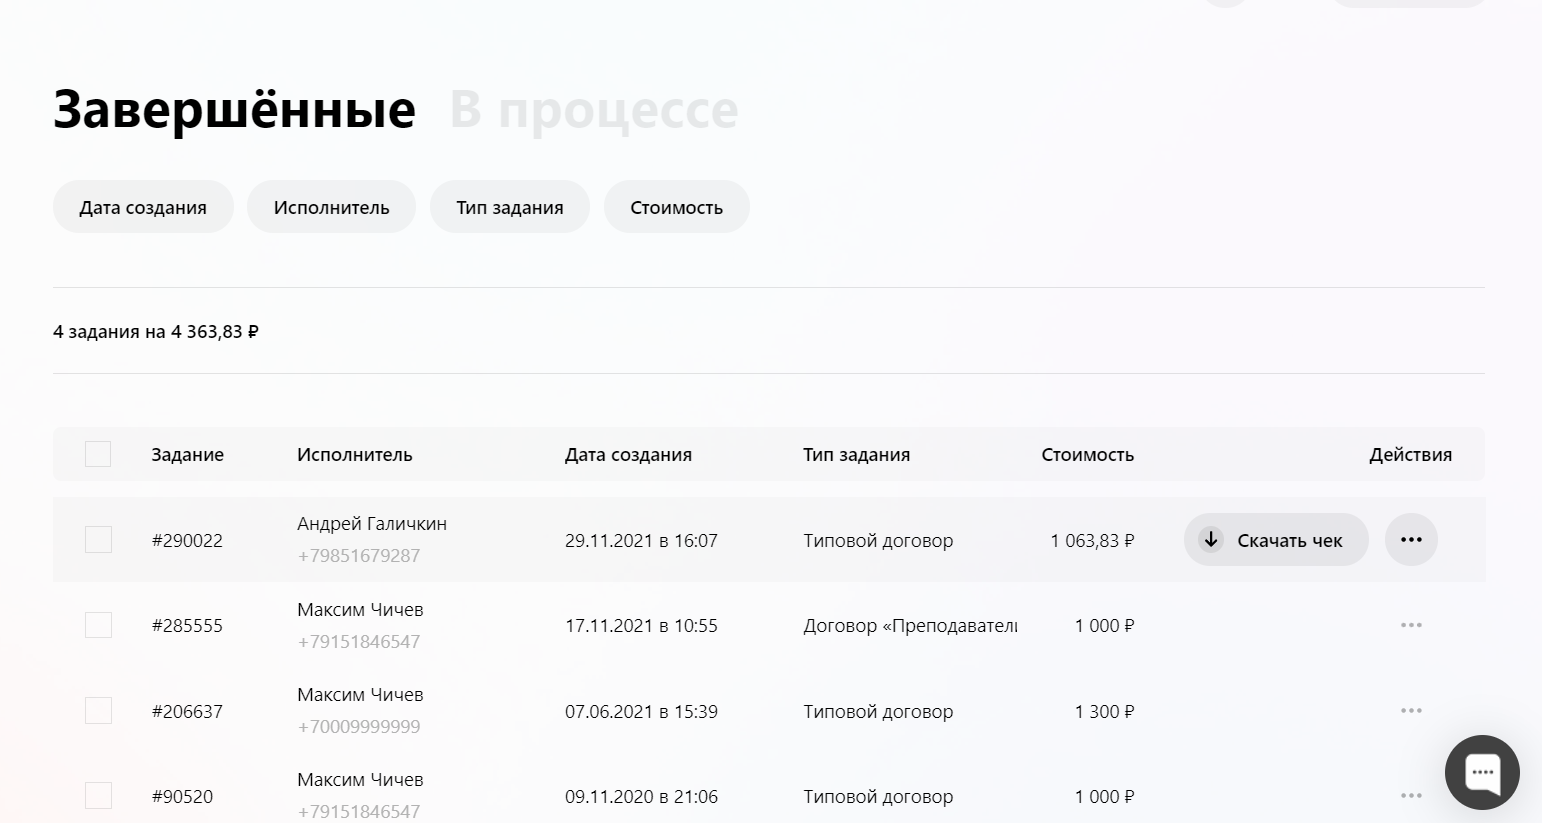 Завершённые В процессе
Дата создания Исполнитель Тип задания Стоимость
4 задания на 4 363,83 ₽
Задание Исполнитель Дата создания Тип задания Стоимость Действия
Андрей Галичкин
#290022 29.11.2021 в 16:07 Типовой договор 1 063,83 ₽ Скачать чек
+79851679287
Максим Чичев
#285555 17.11.2021 в 10:55 Договор «Преподаватели 1 000 ₽
+79151846547
Максим Чичев
#206637 07.06.2021 в 15:39 Типовой договор 1 300 ₽
+70009999999
Максим Чичев
#90520 09.11.2020 в 21:06 Типовой договор 1 000 ₽
+79151846547